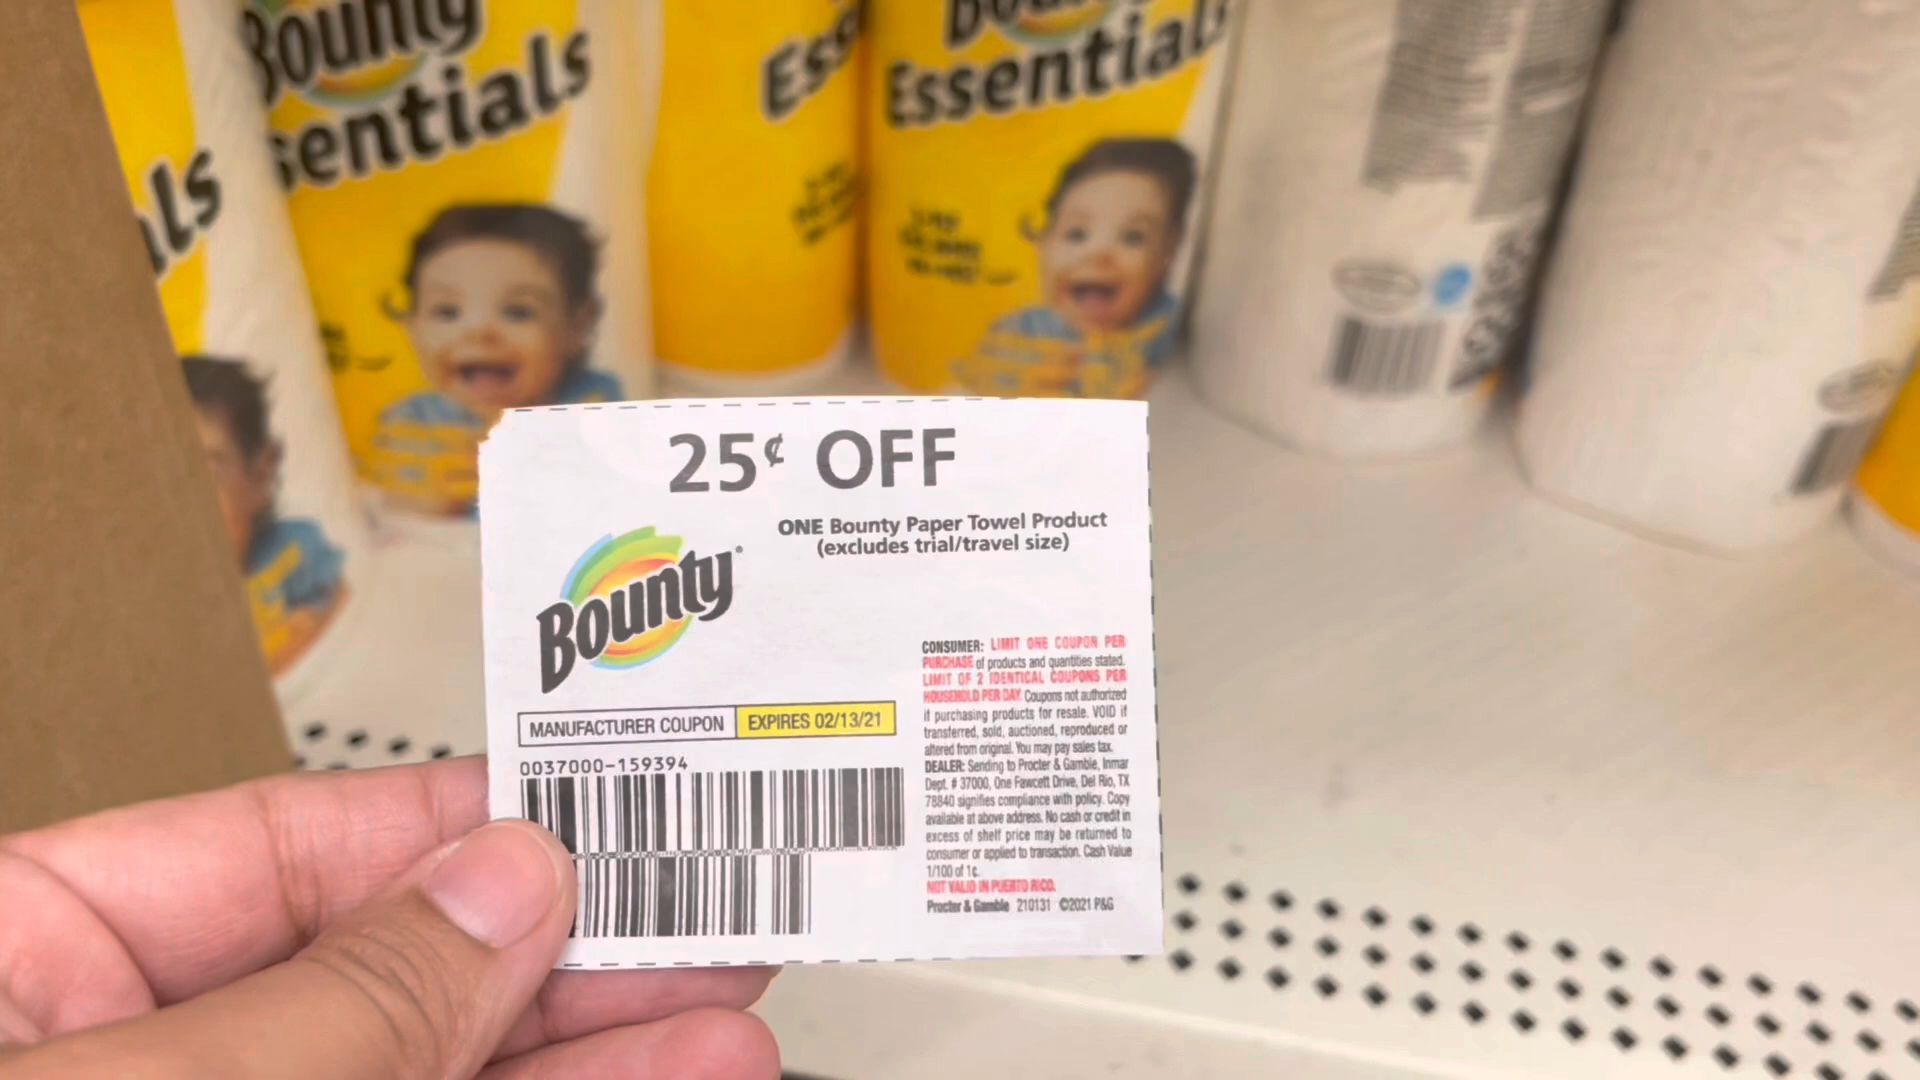 Bounty
Essentials
sentials
Ess
Essentials
als
25¢ OFF
ONE Bounty Paper Towel Product
(excludes trial/travel size)
Bounty®
MANUFACTURER COUPON EXPIRES 02/13/21
0037000-159394
CONSUMER: LIMIT ONE COUPON PER
PURCHASE of products and quantities stated.
LIMIT OF 2 IDENTICAL COUPONS PER
HOUSEHOLD PER DAY. Coupons not authorized
if purchasing products for resale. VOID if
transferred, sold, auctioned, reproduced or
altered from original. You may pay sales tax.
DEALER: Sending to Procter & Gamble, Inmar
Dept. # 37000, One Fawcett Drive, Del Rio, TX
78840 signifies compliance with policy. Copy
available at above address. No cash or credit in
excess of shelf price may be returned to
consumer or applied to transaction. Cash Value
1/100 of 1¢.
NOT VALID IN PUERTO RICO.
Procter & Gamble 210131 ©2021 P&G